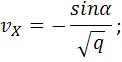 v_X = − sinα / √q ;